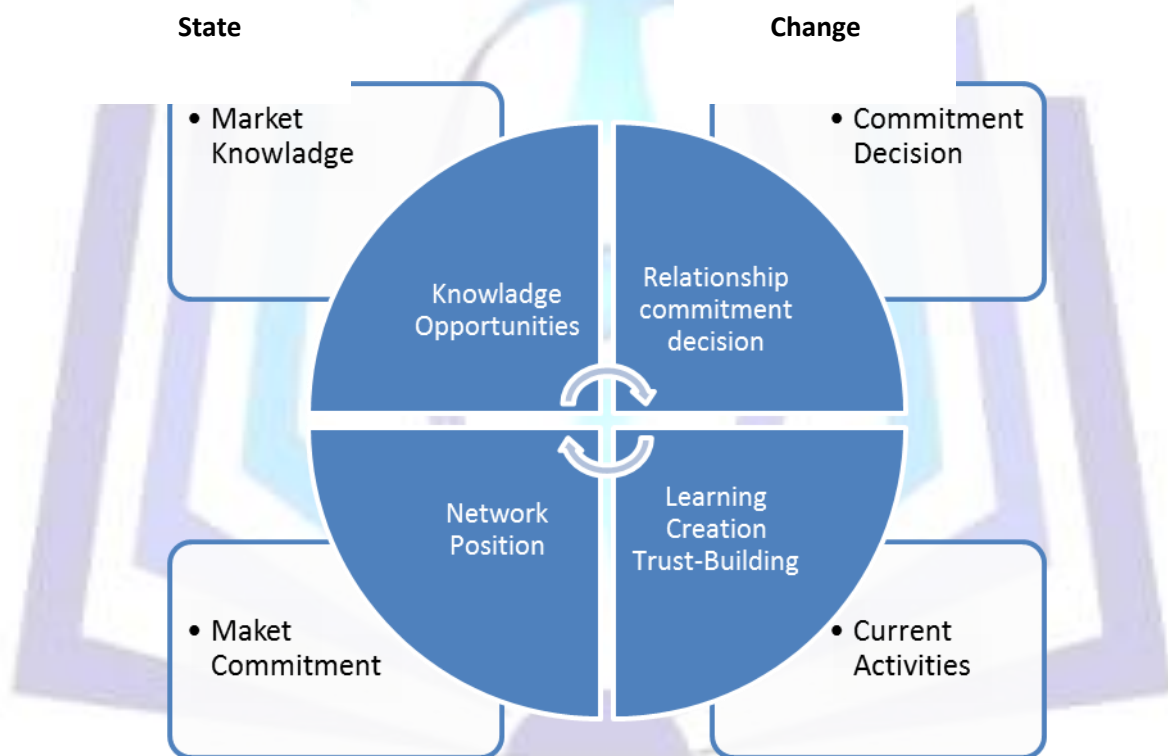 State
Change
• Market
Knowladge
• Commitment
Decision
Knowladge
Opportunities
Relationship
commitment
decision
Network
Position
Learning
Creation
Trust-Building
• Maket
Commitment
• Current
Activities